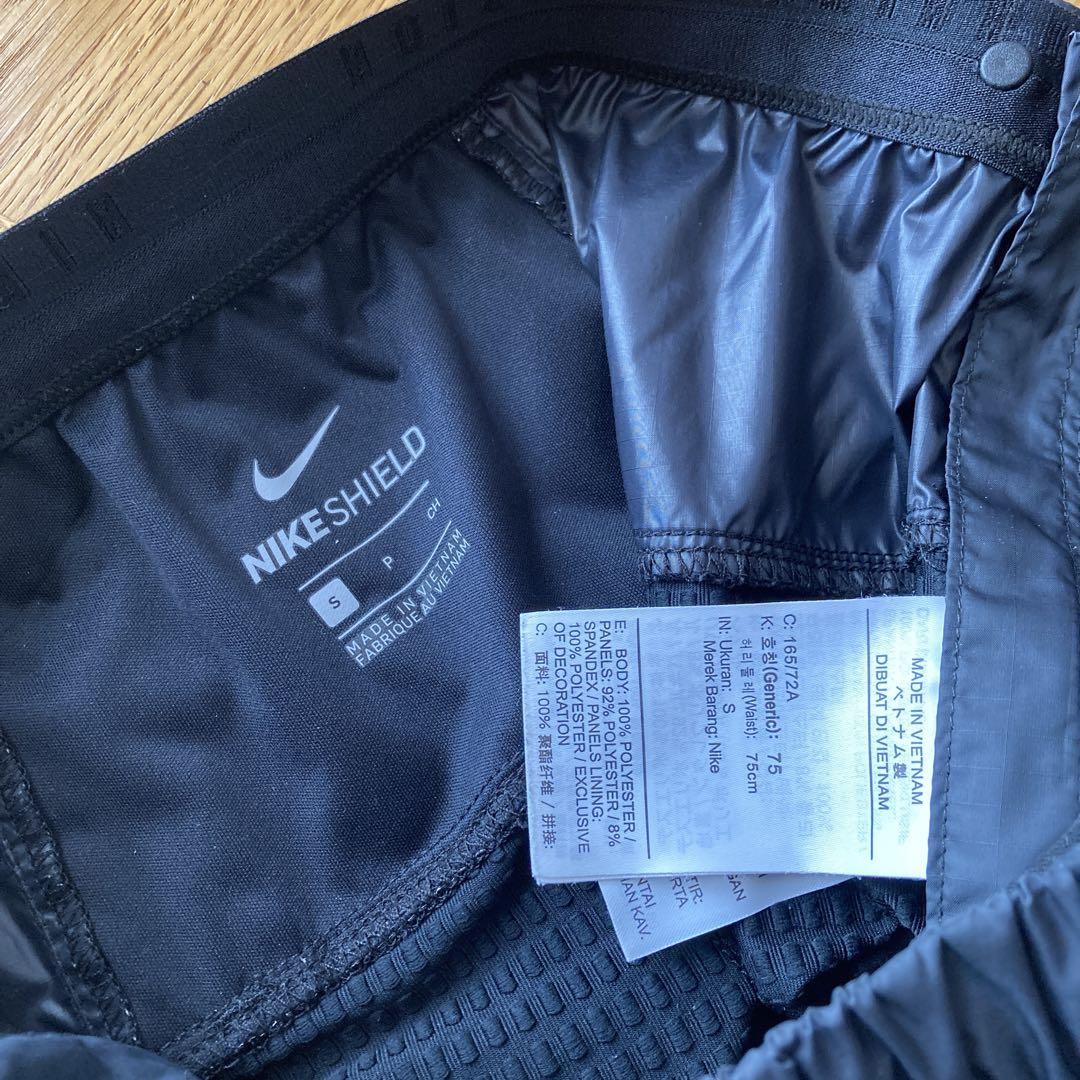 NIKESHIELD
S P CH
MADE IN VIETNAM
FABRIQUE AU VIETNAM
MADE IN VIETNAM
ベトナム製
DIBUAT DI VIETNAM
C: 165/72A
K: 호칭(Generic): 75
허리둘레(Waist): 75cm
IN: Ukuran: S
Merek Barang: Nike
E: BODY: 100% POLYESTER /
PANELS: 92% POLYESTER / 8%
SPANDEX / PANELS LINING:
100% POLYESTER / EXCLUSIVE
OF DECORATION
C: 面料: 100% 聚酯纤维 / 拼接: